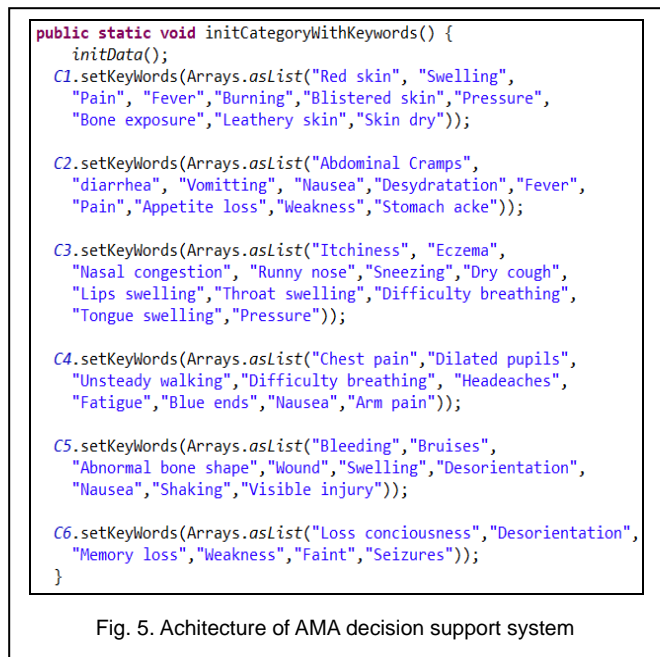 public static void initCategoryWithKeywords() {
initData();
C1.setKeyWords(Arrays.asList("Red skin", "Swelling",
"Pain", "Fever","Burning","Blistered skin","Pressure",
"Bone exposure","Leathery skin","Skin dry"));
C2.setKeyWords(Arrays.asList("Abdominal Cramps",
"diarrhea", "Vomitting", "Nausea","Desydratation","Fever",
"Pain","Appetite loss","Weakness","Stomach acke"));
C3.setKeyWords(Arrays.asList("Itchiness", "Eczema",
"Nasal congestion", "Runny nose","Sneezing","Dry cough",
"Lips swelling","Throat swelling","Difficulty breathing",
"Tongue swelling","Pressure"));
C4.setKeyWords(Arrays.asList("Chest pain","Dilated pupils",
"Unsteady walking","Difficulty breathing", "Headeaches",
"Fatigue","Blue ends","Nausea","Arm pain"));
C5.setKeyWords(Arrays.asList("Bleeding","Bruises",
"Abnormal bone shape","Wound","Swelling","Desorientation",
"Nausea","Shaking","Visible injury"));
C6.setKeyWords(Arrays.asList("Loss conciousness","Desorientation",
"Memory loss","Weakness","Faint","Seizures"));
}
Fig. 5. Achitecture of AMA decision support system